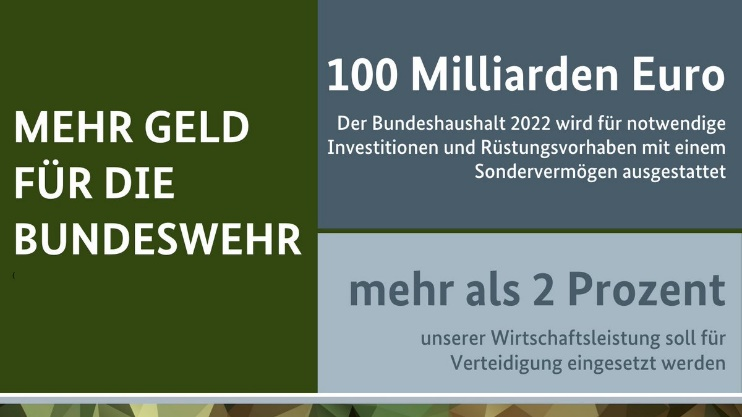 MEHR GELD
FÜR DIE
BUNDESWEHR
100 Milliarden Euro
Der Bundeshaushalt 2022 wird für notwendige
Investitionen und Rüstungsvorhaben mit einem
Sondervermögen ausgestattet
mehr als 2 Prozent
unserer Wirtschaftsleistung soll für
Verteidigung eingesetzt werden